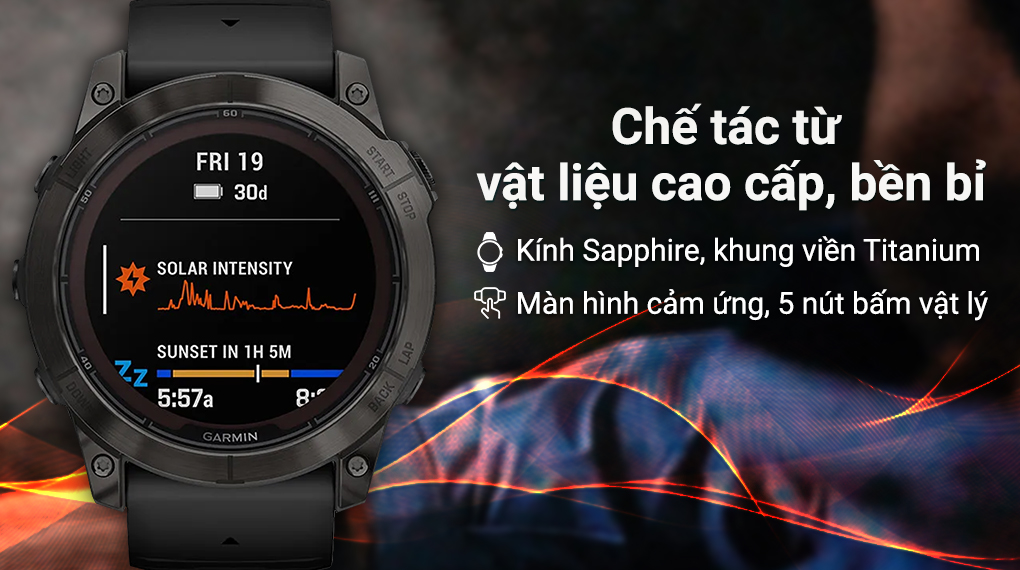 Chế tác từ
vật liệu cao cấp, bền bỉ
Kính Sapphire, khung viền Titanium
Màn hình cảm ứng, 5 nút bấm vật lý
60
LIGHT
START
STOP
50
FRI 19
30d
SOLAR INTENSITY
SUNSET IN 1H 5M
zz
5:57a
40
20
LAP
DOWN
BACK
GARMIN